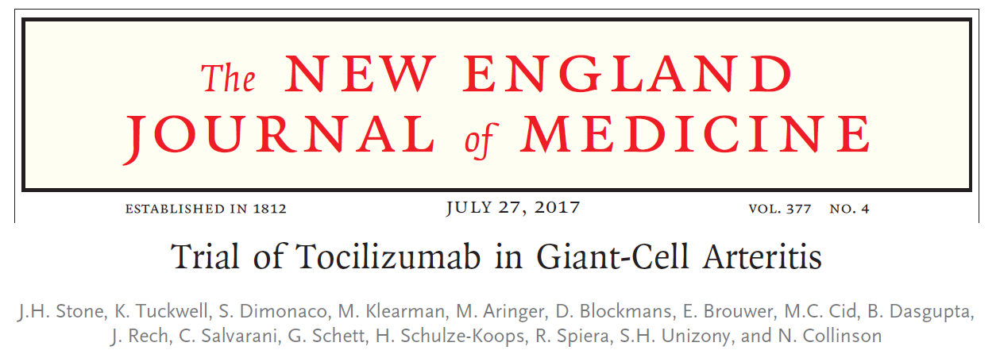 The NEW ENGLAND
JOURNAL of MEDICINE
ESTABLISHED IN 1812 JULY 27, 2017 VOL. 377 NO. 4
Trial of Tocilizumab in Giant-Cell Arteritis
J.H. Stone, K. Tuckwell, S. Dimonaco, M. Klearman, M. Aringer, D. Blockmans, E. Brouwer, M.C. Cid, B. Dasgupta,
J. Rech, C. Salvarani, G. Schett, H. Schulze-Koops, R. Spiera, S.H. Unizony, and N. Collinson